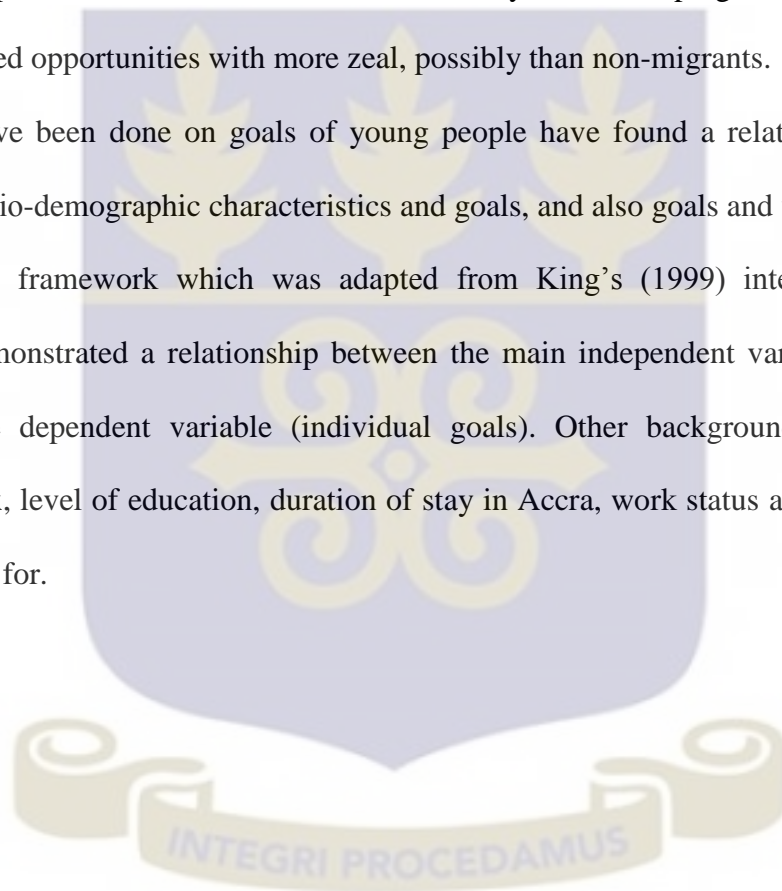 ed opportunities with more zeal, possibly than non-migrants.
ve been done on goals of young people have found a relat
io-demographic characteristics and goals, and also goals and
framework which was adapted from King's (1999) inte
monstrated a relationship between the main independent var
dependent variable (individual goals). Other backgroun
, level of education, duration of stay in Accra, work status a
for.
INTEGRI PROCEDAMUS